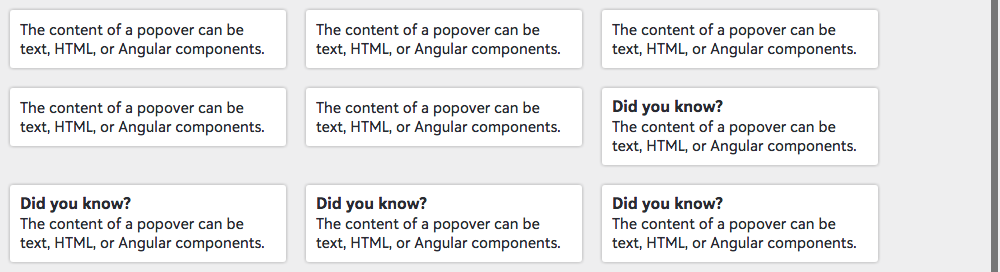 The content of a popover can be
text, HTML, or Angular components.
The content of a popover can be
text, HTML, or Angular components.
The content of a popover can be
text, HTML, or Angular components.
The content of a popover can be
text, HTML, or Angular components.
The content of a popover can be
text, HTML, or Angular components.
Did you know?
The content of a popover can be
text, HTML, or Angular components.
Did you know?
The content of a popover can be
text, HTML, or Angular components.
Did you know?
The content of a popover can be
text, HTML, or Angular components.
Did you know?
The content of a popover can be
text, HTML, or Angular components.